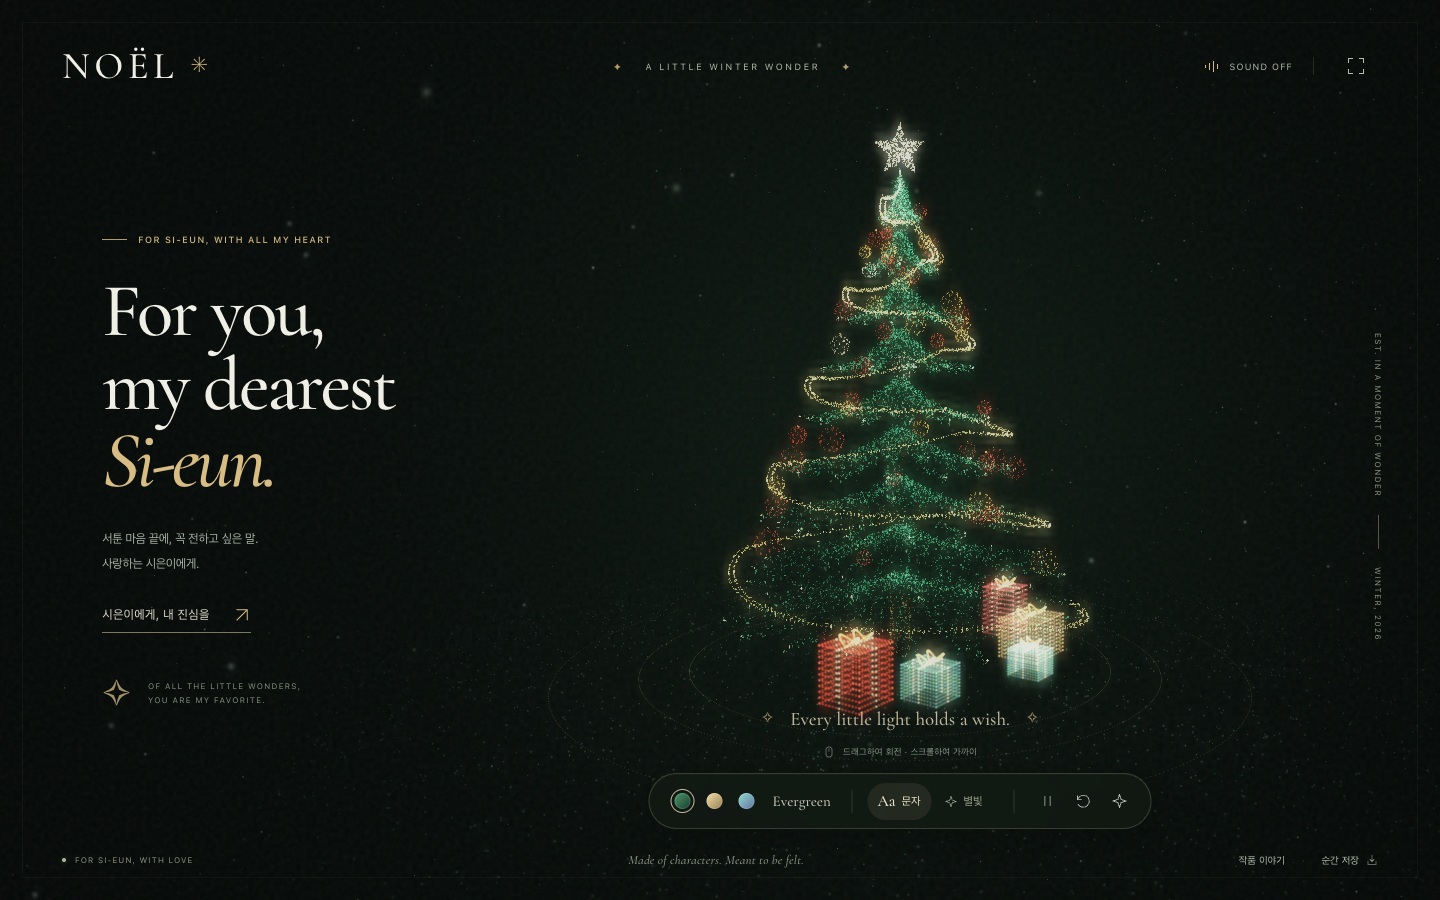 NOËL
A LITTLE WINTER WONDER
SOUND OFF
FOR SI-EUN, WITH ALL MY HEART
For you,
my dearest
Si-eun.
서툰 마음 끝에, 꼭 전하고 싶은 말.
사랑하는 시은이에게.
시은이에게, 내 진심을
OF ALL THE LITTLE WONDERS,
YOU ARE MY FAVORITE.
EST. IN A MOMENT OF WONDER
WINTER, 2026
Every little light holds a wish.
드래그하여 회전 · 스크롤하여 가까이
Evergreen
Aa 문자
별빛
FOR SI-EUN, WITH LOVE
Made of characters. Meant to be felt.
작품 이야기
순간 저장